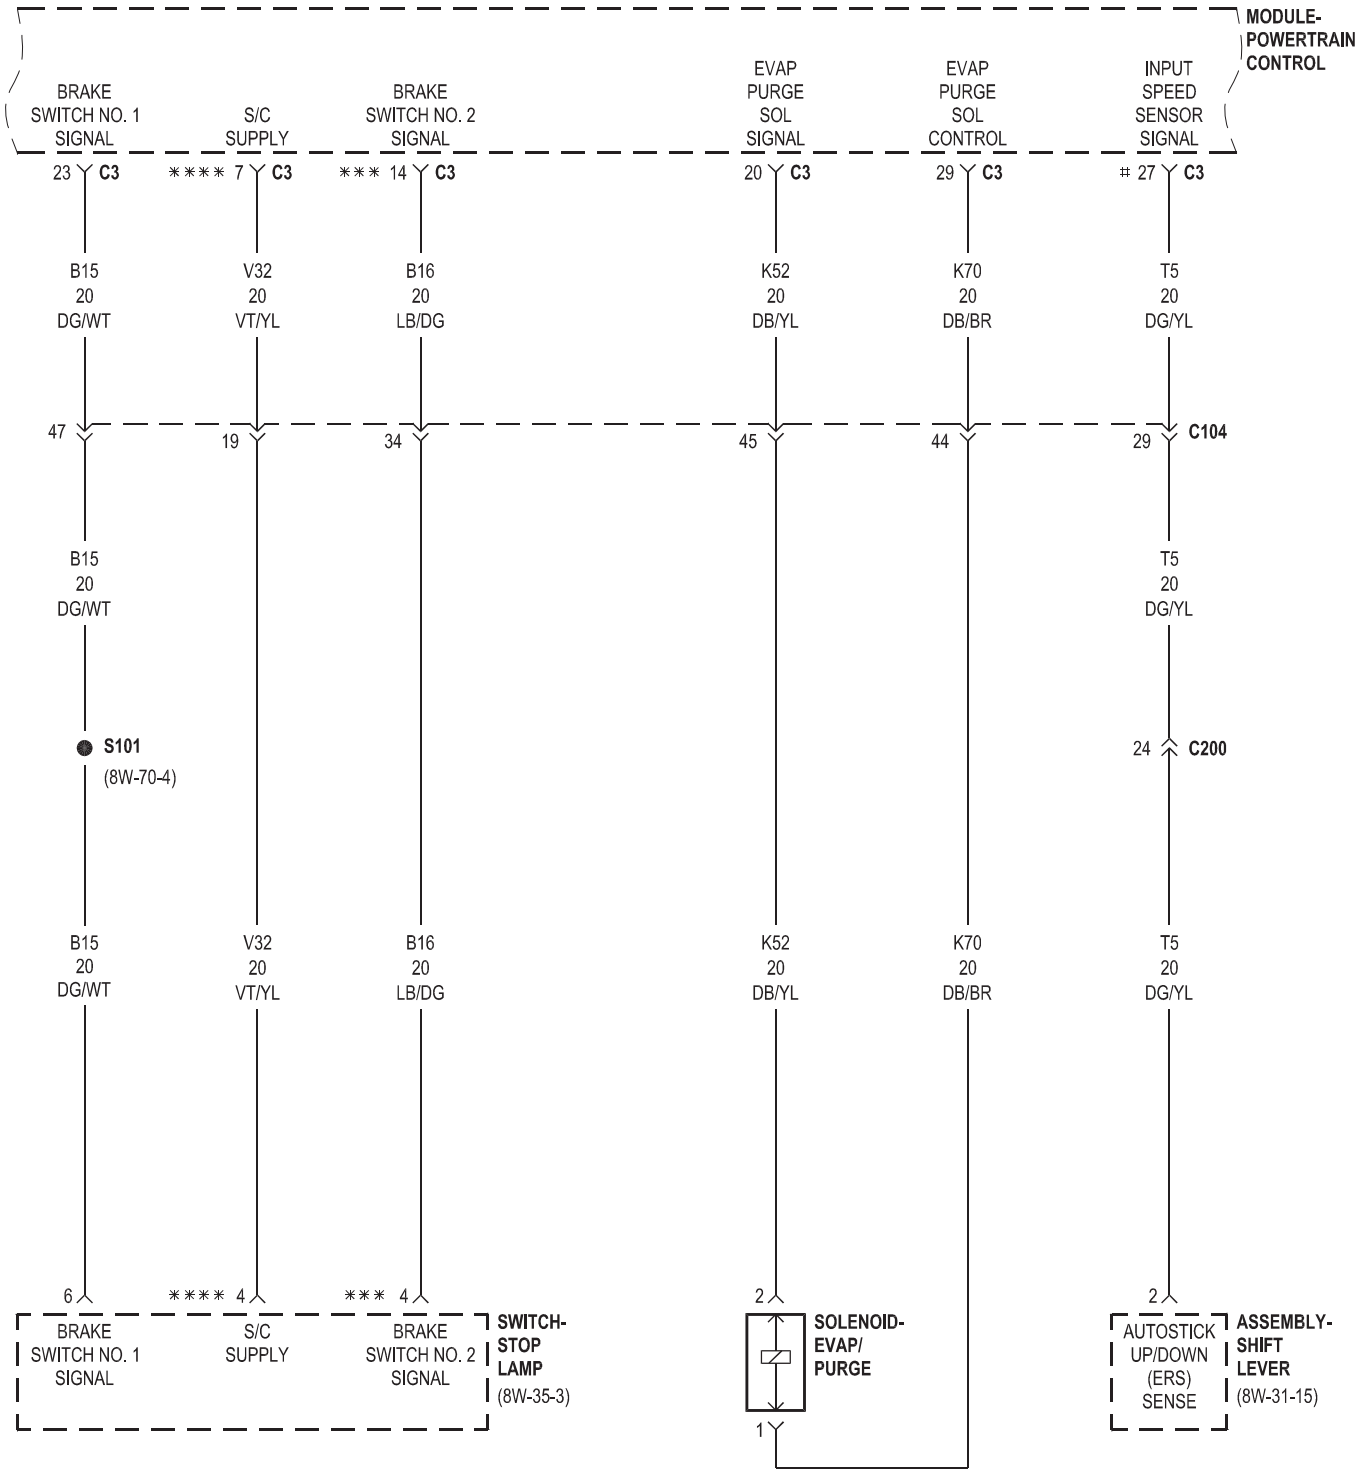 MODULE-
POWERTRAIN
CONTROL
BRAKE
SWITCH NO. 1
SIGNAL
S/C
SUPPLY
BRAKE
SWITCH NO. 2
SIGNAL
EVAP
PURGE
SOL
SIGNAL
EVAP
PURGE
SOL
CONTROL
INPUT
SPEED
SENSOR
SIGNAL
23 C3
**** 7 C3
*** 14 C3
20 C3
29 C3
# 27 C3
B15
20
DG/WT
V32
20
VT/YL
B16
20
LB/DG
K52
20
DB/YL
K70
20
DB/BR
T5
20
DG/YL
47
19
34
45
44
29
C104
B15
20
DG/WT
T5
20
DG/YL
S101
(8W-70-4)
24 C200
B15
20
DG/WT
V32
20
VT/YL
B16
20
LB/DG
K52
20
DB/YL
K70
20
DB/BR
T5
20
DG/YL
6
**** 4
*** 4
2
2
BRAKE
SWITCH NO. 1
SIGNAL
S/C
SUPPLY
BRAKE
SWITCH NO. 2
SIGNAL
SWITCH-
STOP
LAMP
(8W-35-3)
SOLENOID-
EVAP/
PURGE
1
AUTOSTICK
UP/DOWN
(ERS)
SENSE
ASSEMBLY-
SHIFT
LEVER
(8W-31-15)